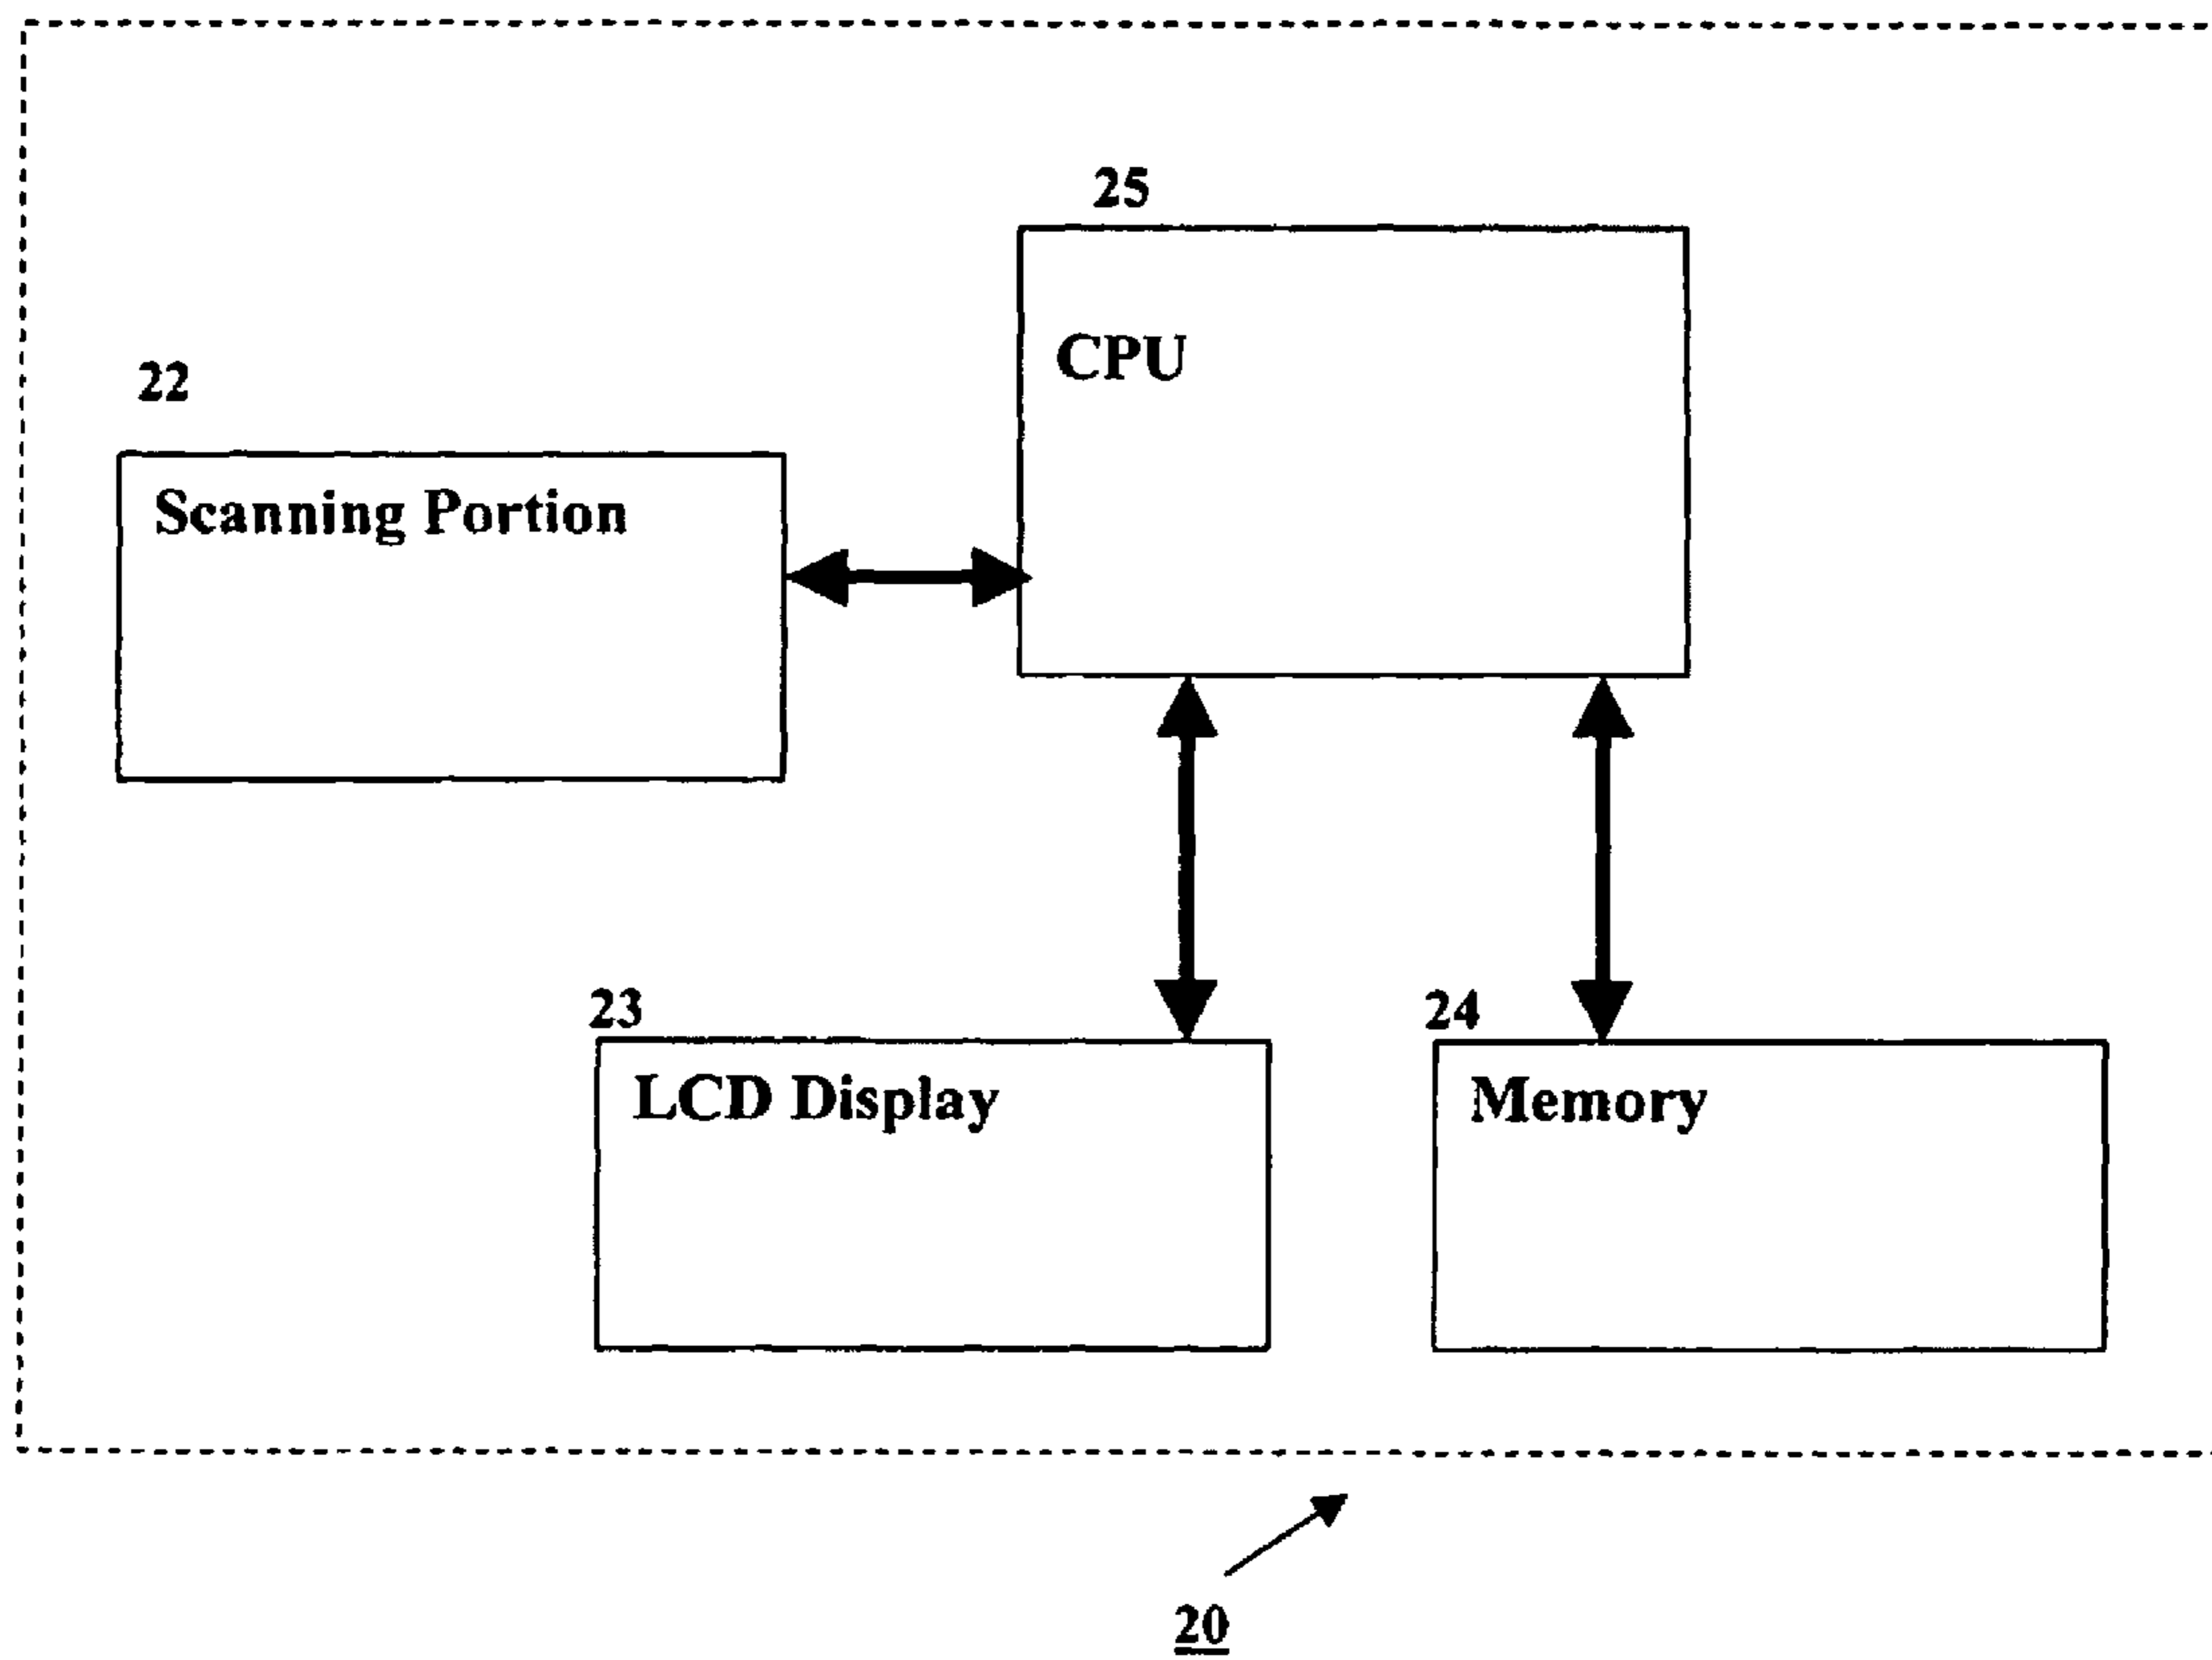 25
CPU
22
Scanning Portion
23
LCD Display
24
Memory
20